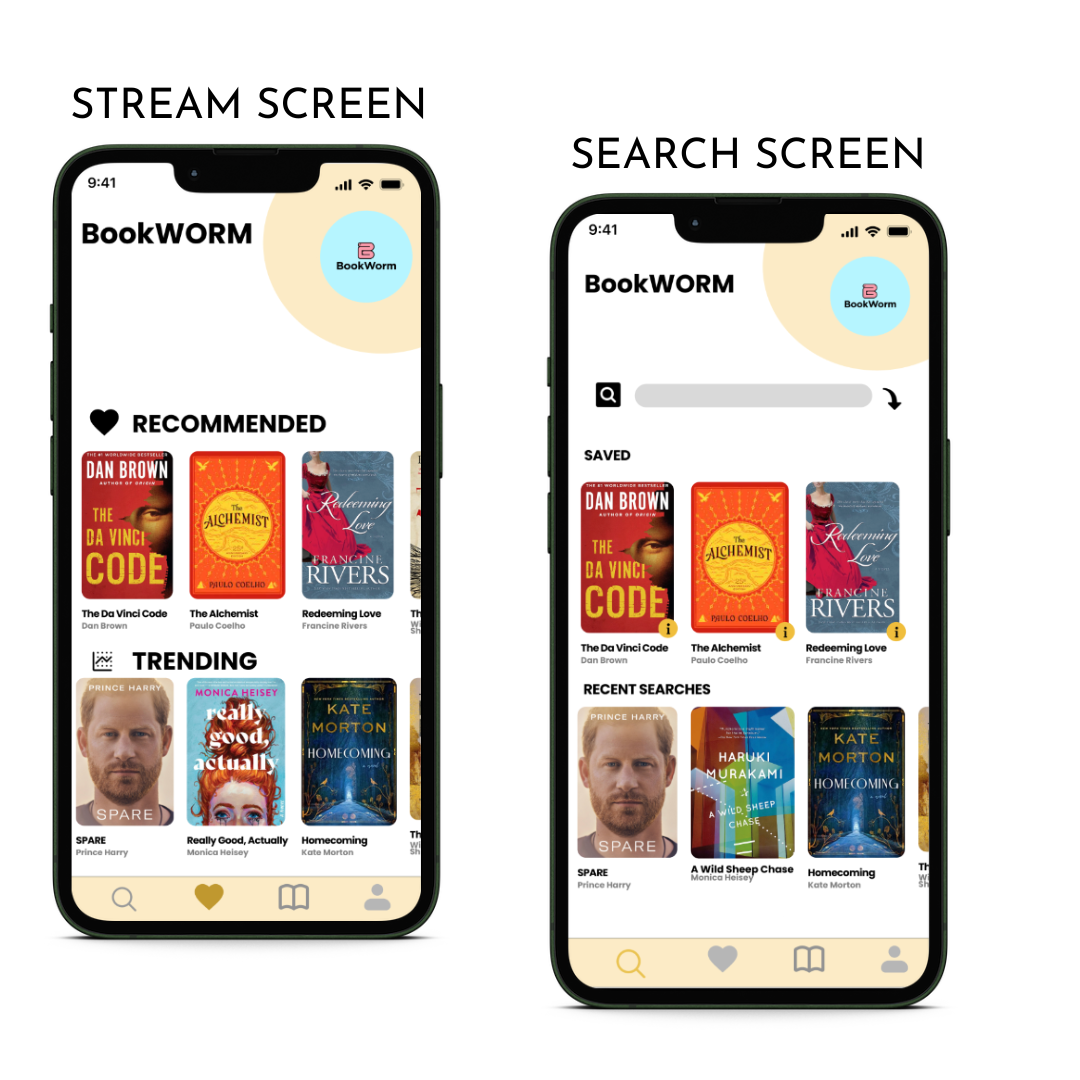 STREAM SCREEN
9:41
BookWORM
BookWorm
RECOMMENDED
THE #1 WORLDWIDE BESTSELLER
DAN BROWN
AUTHOR OF ORIGIN
THE
DA VINCI
CODE
The
ALCHEMIST
PAULO COELHO
Redeeming
Love
FRANCINE
RIVERS
The Da Vinci Code
Dan Brown
The Alchemist
Paulo Coelho
Redeeming Love
Francine Rivers
Th
Wi
Sh
TRENDING
PRINCE HARRY
SPARE
MONICA HEISEY
really
good,
actually
KATE
MORTON
HOMECOMING
a novel
SPARE
Prince Harry
Really Good, Actually
Monica Heisey
Homecoming
Kate Morton
Th
Wi
Sh
SEARCH SCREEN
9:41
BookWORM
BookWorm
SAVED
THE #1 WORLDWIDE BESTSELLER
DAN BROWN
AUTHOR OF ORIGIN
THE
DA VINCI
CODE
i
The
ALCHEMIST
PAULO COELHO
i
Redeeming
Love
FRANCINE
RIVERS
i
The Da Vinci Code
Dan Brown
The Alchemist
Paulo Coelho
Redeeming Love
Francine Rivers
RECENT SEARCHES
PRINCE HARRY
SPARE
HARUKI
MURAKAMI
A WILD SHEEP
CHASE
KATE
MORTON
HOMECOMING
a novel
SPARE
Prince Harry
A Wild Sheep Chase
Monica Heisey
Homecoming
Kate Morton
Th
Wi
Sh